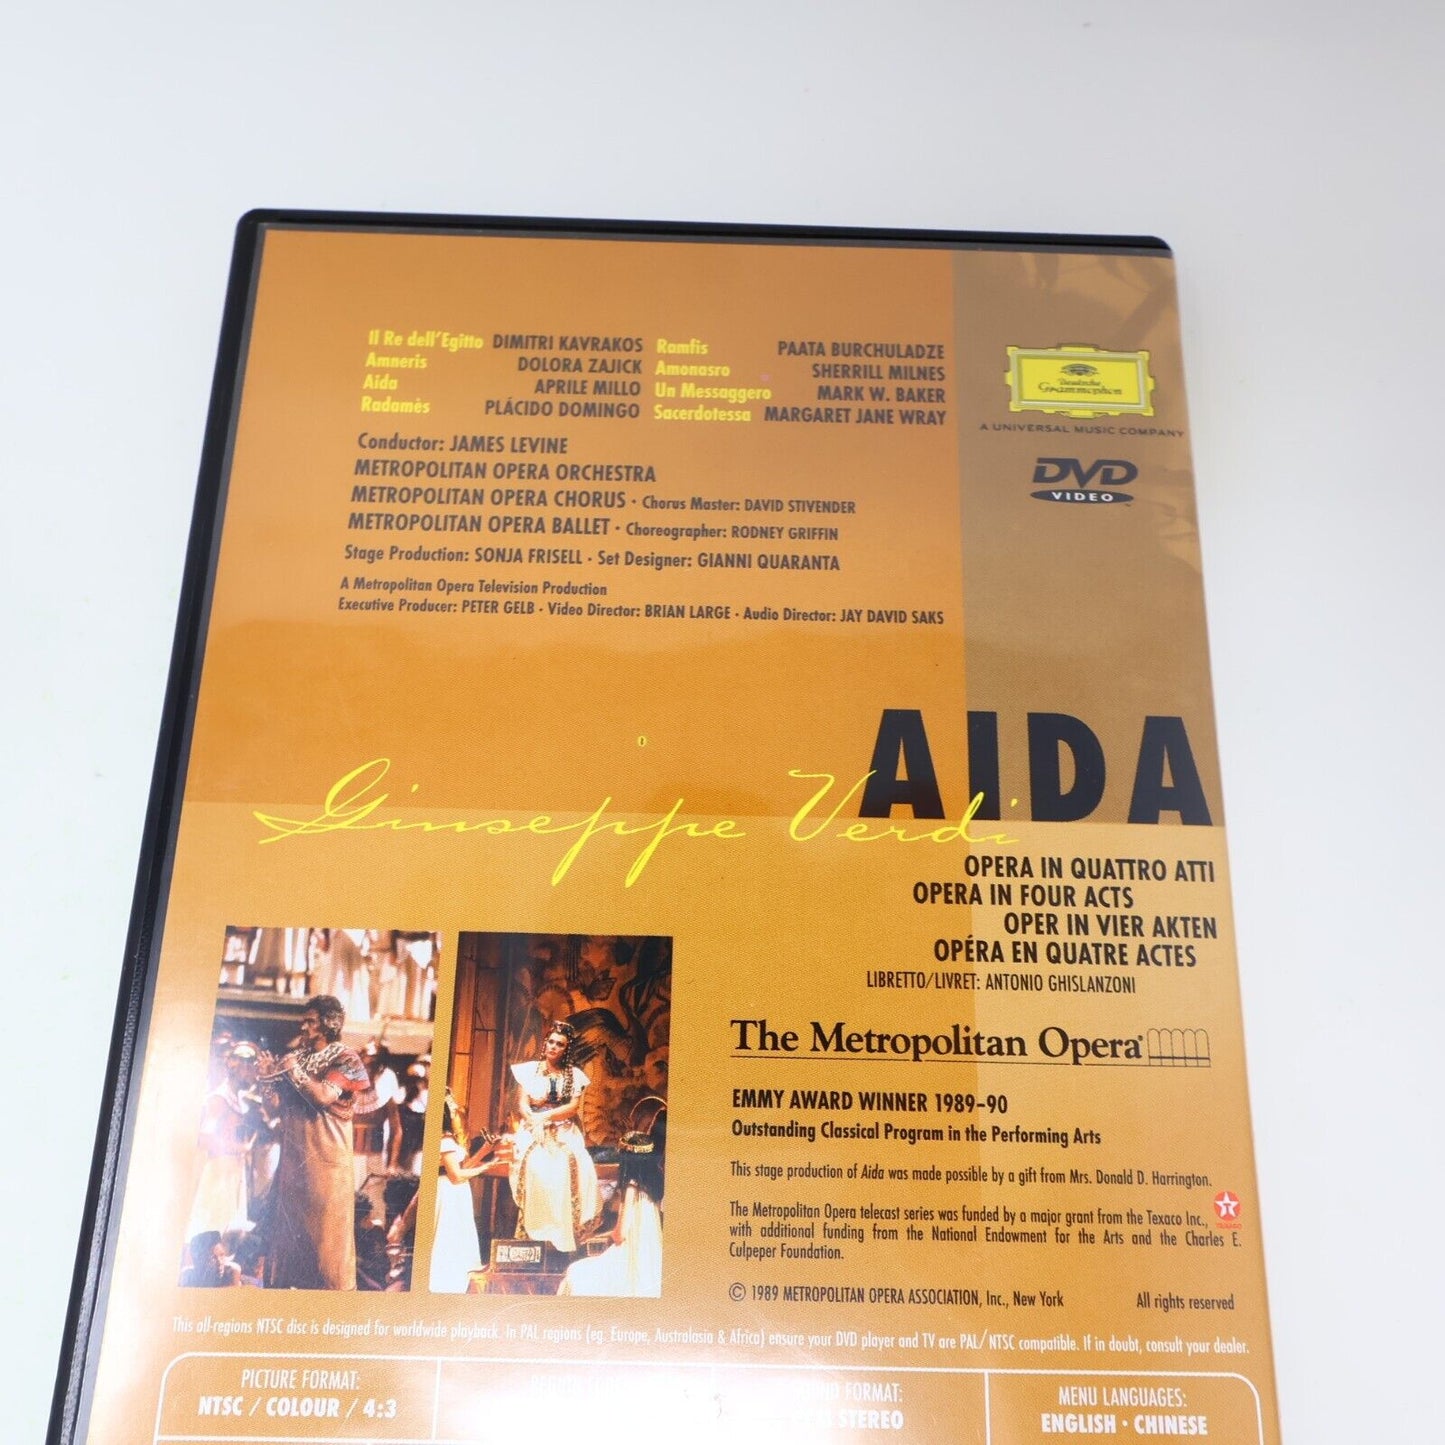 Il Re dell'Egitto DIMITRI KAVRAKOS Ramfis PAATA BURCHULADZE
Amneris DOLORA ZAJICK Amonasro SHERRILL MILNES
Aida APRILE MILLO Un Messaggero MARK W. BAKER
Radamès PLÁCIDO DOMINGO Sacerdotessa MARGARET JANE WRAY
Conductor: JAMES LEVINE
METROPOLITAN OPERA ORCHESTRA
METROPOLITAN OPERA CHORUS · Chorus Master: DAVID STIVENDER
METROPOLITAN OPERA BALLET · Choreographer: RODNEY GRIFFIN
Stage Production: SONJA FRISELL · Set Designer: GIANNI QUARANTA
A Metropolitan Opera Television Production
Executive Producer: PETER GELB · Video Director: BRIAN LARGE · Audio Director: JAY DAVID SAKS
Deutsche
Grammophon
A UNIVERSAL MUSIC COMPANY
DVD
VIDEO
AIDA
Giuseppe Verdi
OPERA IN QUATTRO ATTI
OPERA IN FOUR ACTS
OPER IN VIER AKTEN
OPÉRA EN QUATRE ACTES
LIBRETTO/LIVRET: ANTONIO GHISLANZONI
The Metropolitan Opera
EMMY AWARD WINNER 1989–90
Outstanding Classical Program in the Performing Arts
This stage production of Aida was made possible by a gift from Mrs. Donald D. Harrington.
The Metropolitan Opera telecast series was funded by a major grant from the Texaco Inc.,
with additional funding from the National Endowment for the Arts and the Charles E.
Culpeper Foundation.
TEXACO
© 1989 METROPOLITAN OPERA ASSOCIATION, Inc., New York All rights reserved
This all-regions NTSC disc is designed for worldwide playback. In PAL regions (eg. Europe, Australasia & Africa) ensure your DVD player and TV are PAL/NTSC compatible. If in doubt, consult your dealer.
PICTURE FORMAT:
NTSC / COLOUR / 4:3
FORMAT:
STEREO
MENU LANGUAGES:
ENGLISH · CHINESE